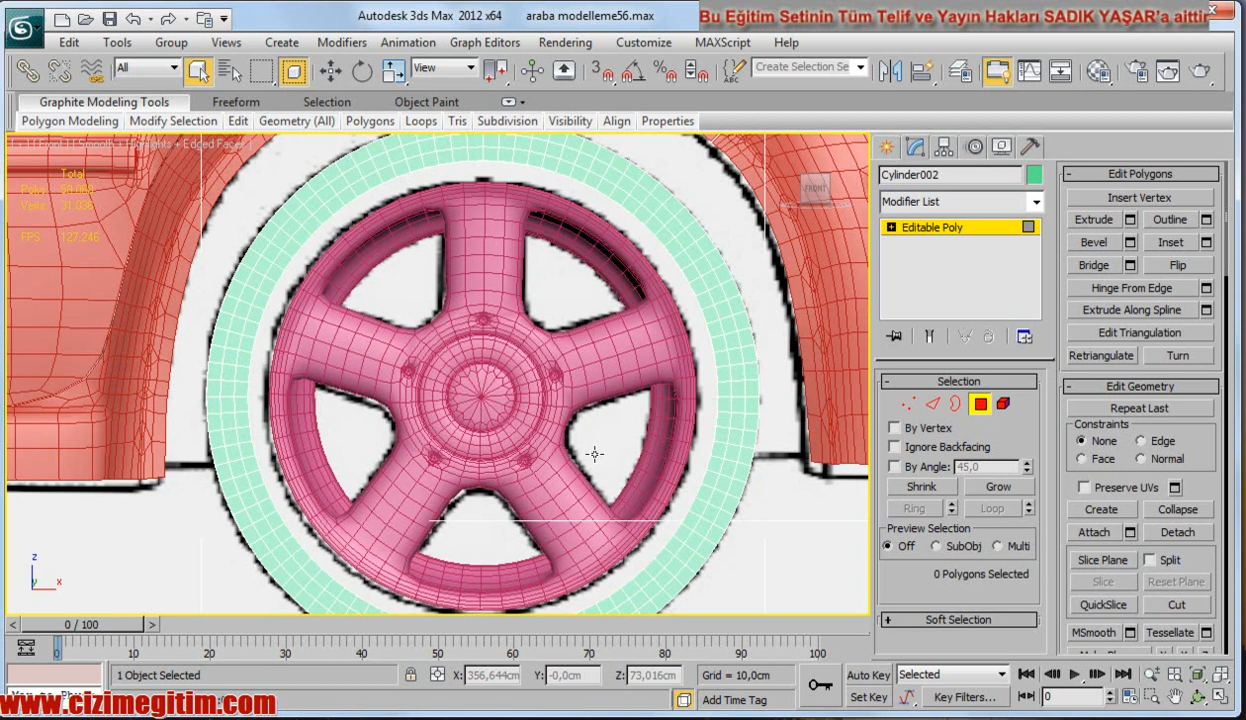 Autodesk 3ds Max 2012 x64 araba modelleme56.max
Bu Eğitim Setinin Tüm Telif ve Yayın Hakları SADIK YAŞAR'a aittir
Edit Tools Group Views Create Modifiers Animation Graph Editors Rendering Customize MAXScript Help
All View 3 ABC Create Selection Se
Graphite Modeling Tools Freeform Selection Object Paint
Polygon Modeling Modify Selection Edit Geometry (All) Polygons Loops Tris Subdivision Visibility Align Properties
Total
FPS: 127,246
FRONT
z
x
Cylinder002
Modifier List
Editable Poly
Selection
By Vertex
Ignore Backfacing
By Angle: 45,0
Shrink Grow
Ring Loop
Preview Selection
Off SubObj Multi
0 Polygons Selected
+ Soft Selection
Edit Polygons
Insert Vertex
Extrude Outline
Bevel Inset
Bridge Flip
Hinge From Edge
Extrude Along Spline
Edit Triangulation
Retriangulate Turn
Edit Geometry
Repeat Last
Constraints
None Edge
Face Normal
Preserve UVs
Create Collapse
Attach Detach
Slice Plane Split
Slice Reset Plane
QuickSlice Cut
MSmooth Tessellate
< 0 / 100 >
0 10 20 30 40 50 60 70 80 90 100
1 Object Selected X: 356,644cm Y: -0,0cm Z: 73,016cm Grid = 10,0cm Auto Key Selected
Add Time Tag Set Key Key Filters... 0
www.cizimegitim.com